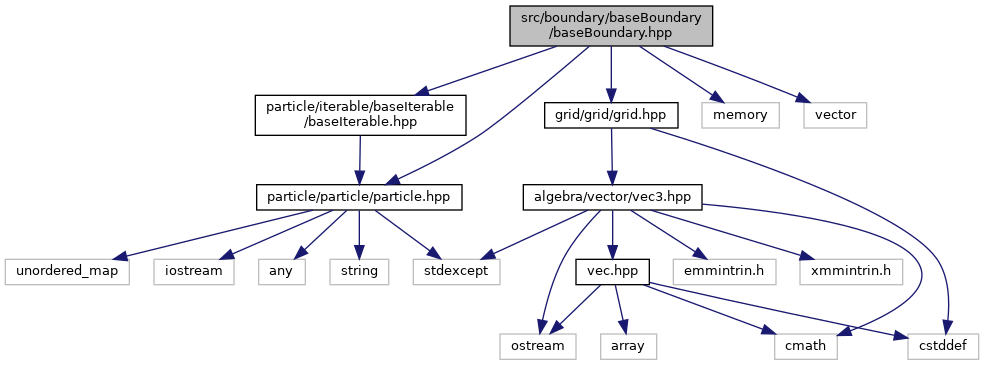 src/boundary/baseBoundary
/baseBoundary.hpp
particle/iterable/baseIterable
/baseIterable.hpp
grid/grid/grid.hpp
memory
vector
particle/particle/particle.hpp
algebra/vector/vec3.hpp
unordered_map
iostream
any
string
stdexcept
vec.hpp
emmintrin.h
xmmintrin.h
ostream
array
cmath
cstddef